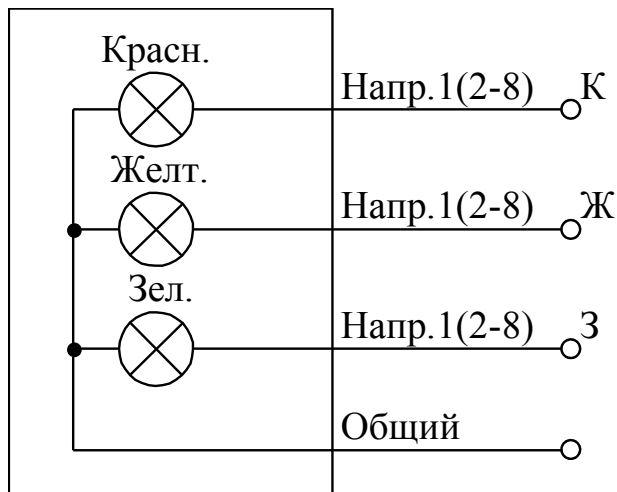 Красн.
Напр.1(2-8) К
Желт.
Напр.1(2-8) Ж
Зел.
Напр.1(2-8) З
Общий